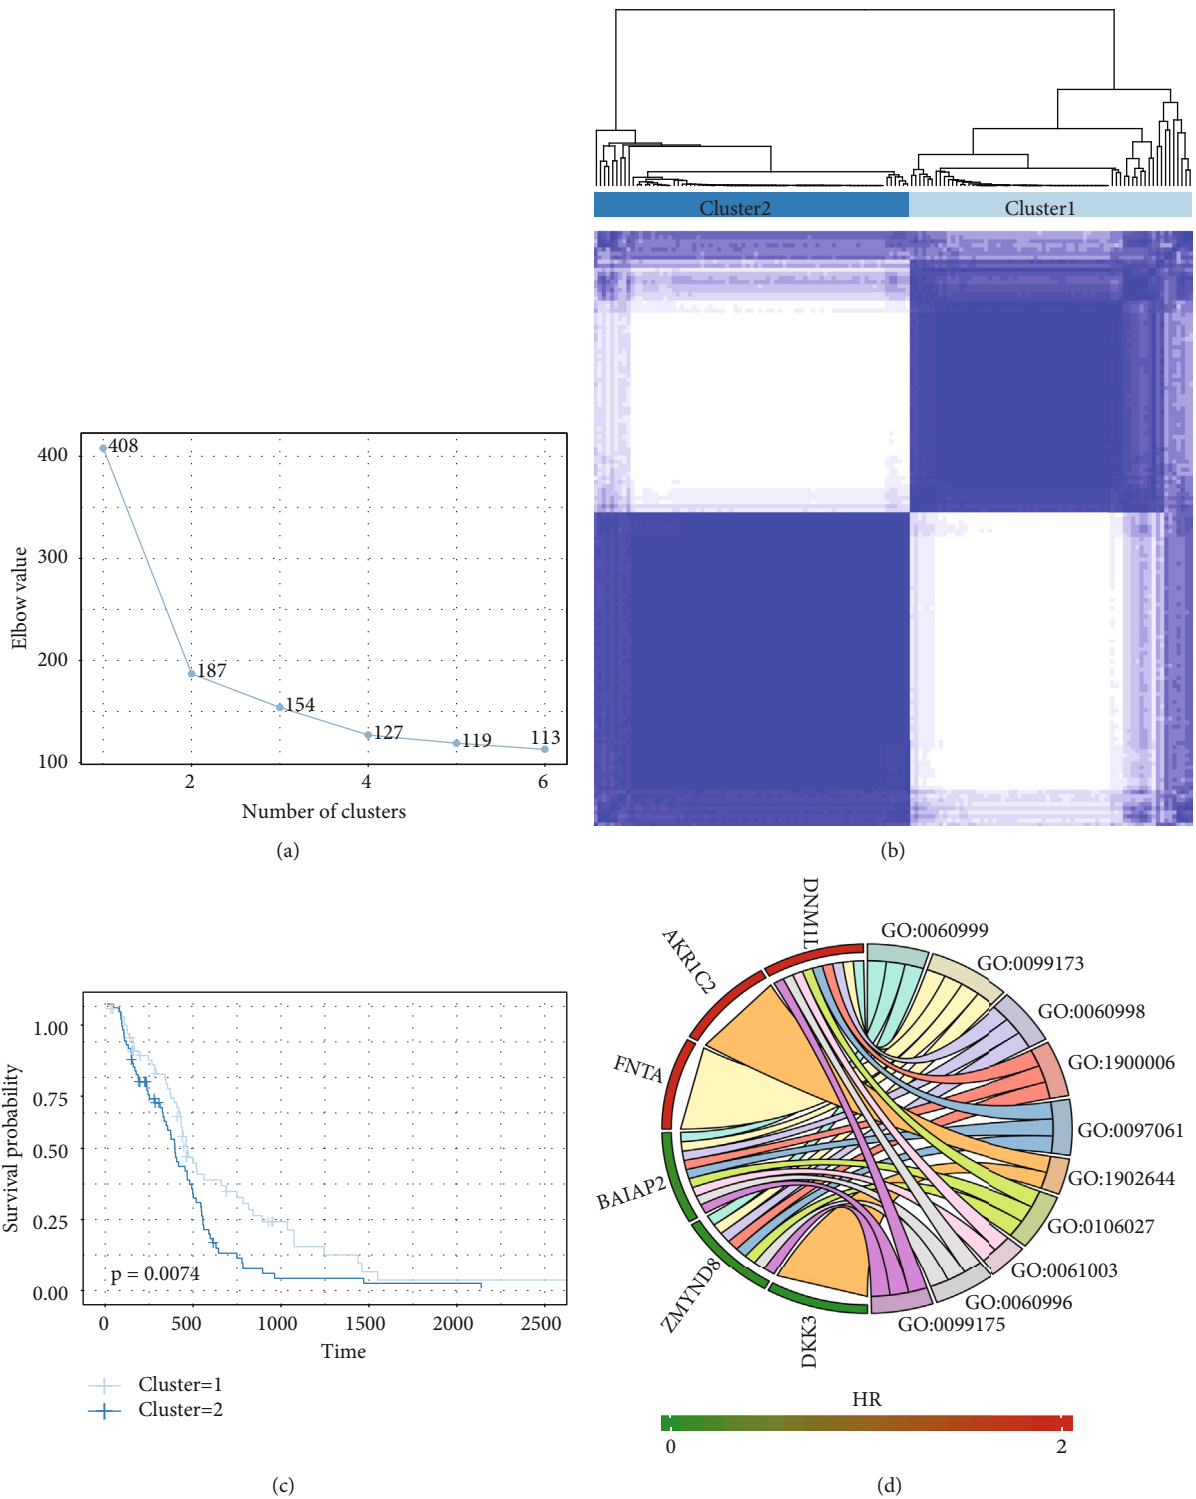 Cluster2
Cluster1
(b)
408
187
154
127
119
113
400
300
200
100
Elbow value
2
4
6
Number of clusters
(a)
1.00
0.75
0.50
0.25
0.00
Survival probability
p = 0.0074
0
500
1000
1500
2000
2500
Time
Cluster=1
Cluster=2
(c)
DNM1L
AKR1C2
FNTA
BAIAP2
ZMYND8
DKK3
GO:0060999
GO:0099173
GO:0060998
GO:1900006
GO:0097061
GO:1902644
GO:0106027
GO:0061003
GO:0060996
GO:0099175
HR
0
2
(d)